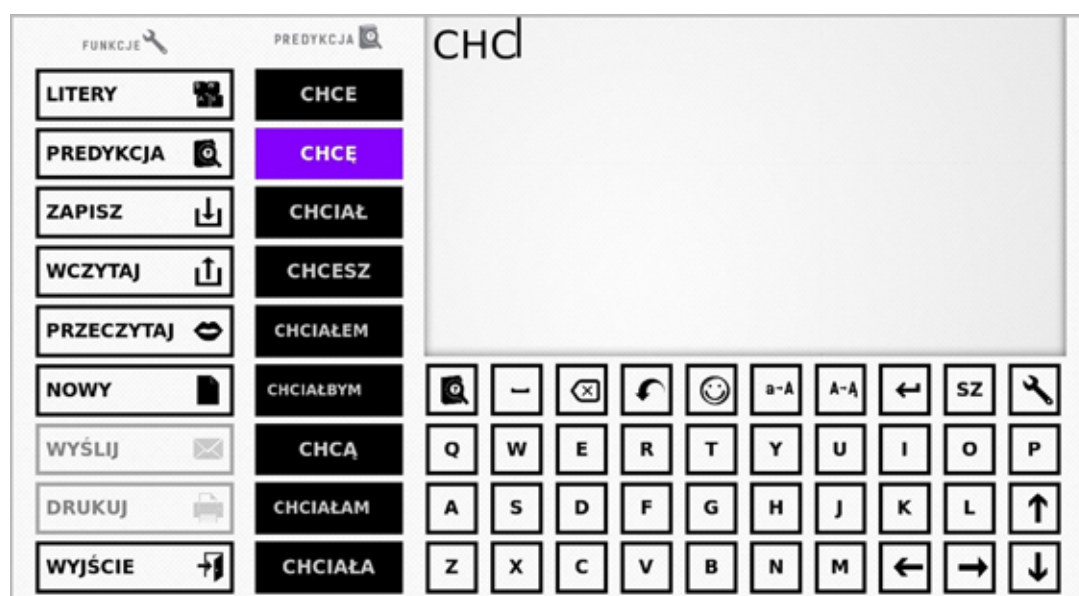 FUNKCJE
LITERY
PREDYKCJA
ZAPISZ
WCZYTAJ
PRZECZYTAJ
NOWY
WYŚLIJ
DRUKUJ
WYJŚCIE
PREDYKCJA
CHCE
CHCĘ
CHCIAŁ
CHCESZ
CHCIAŁEM
CHCIAŁBYM
CHCĄ
CHCIAŁAM
CHCIAŁA
CHC
a-A A-Ą SZ
Q W E R T Y U I O P
A S D F G H J K L
Z X C V B N M